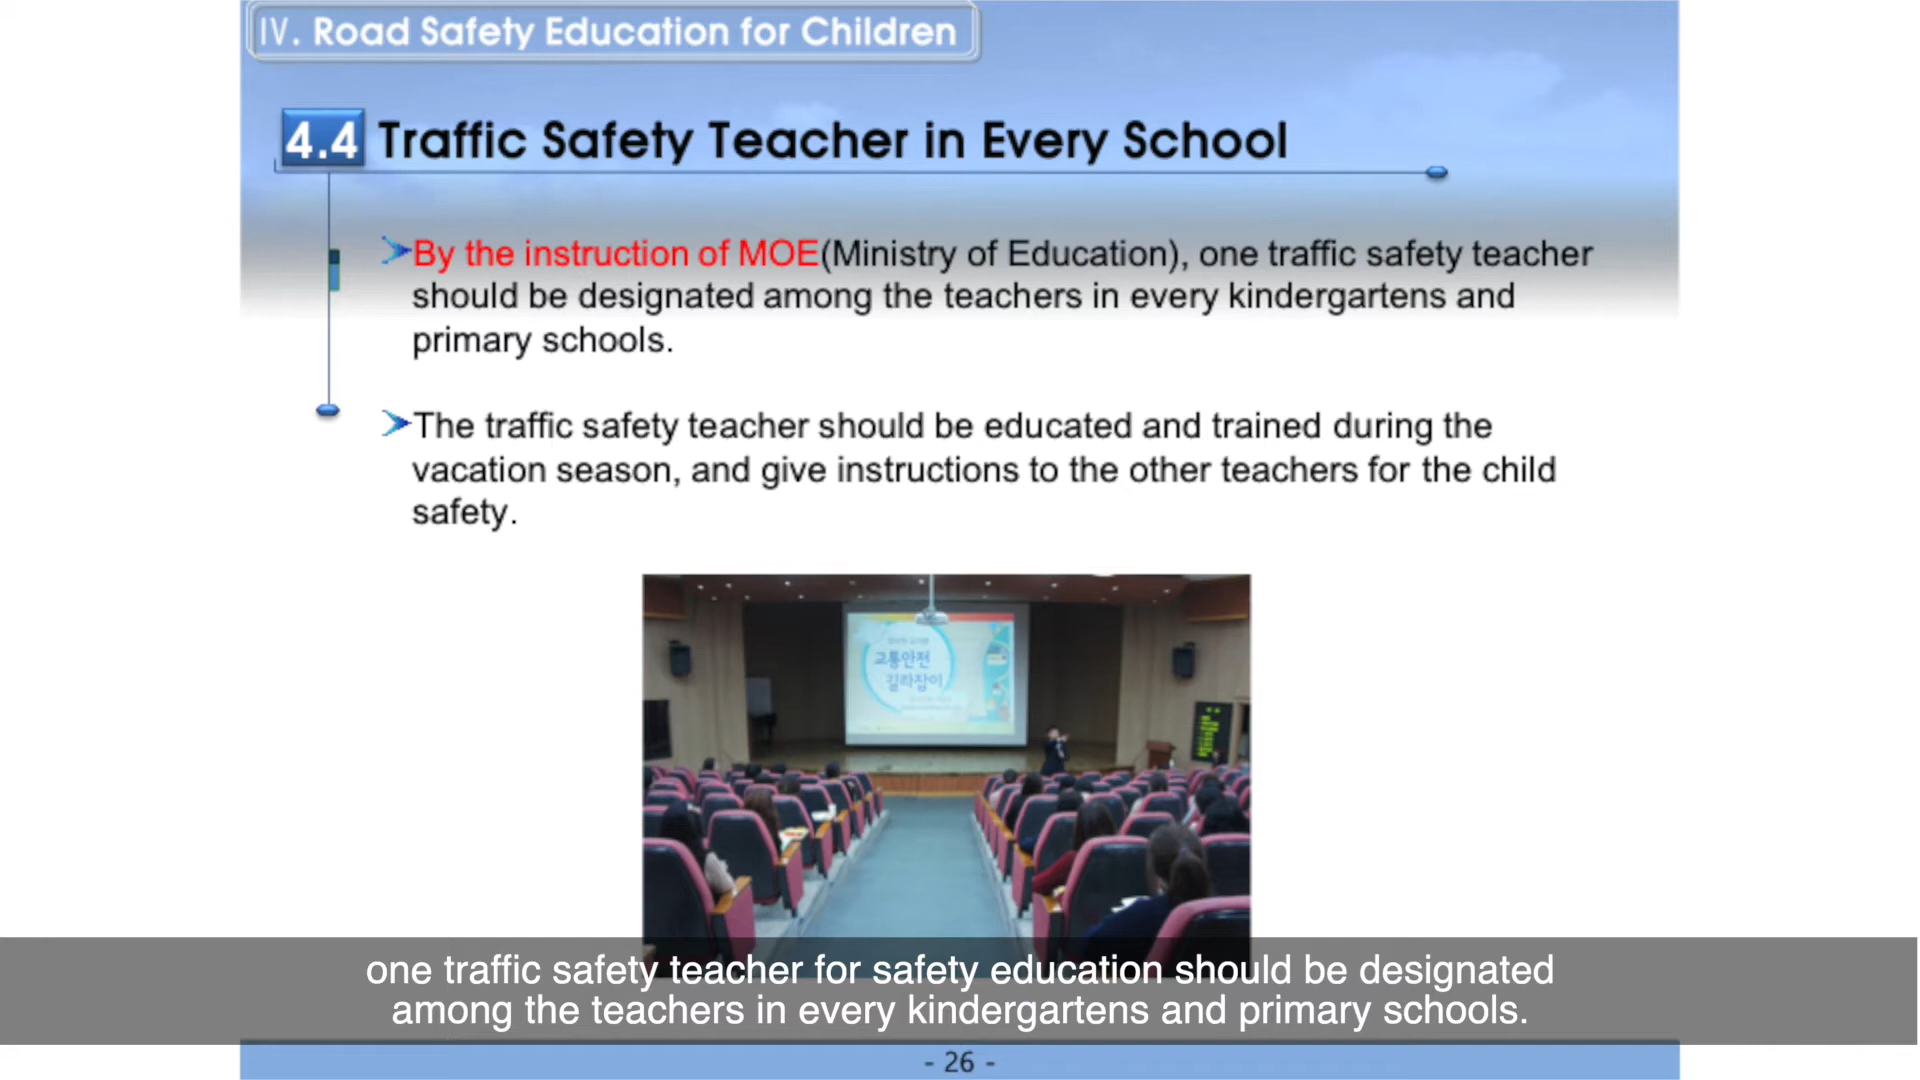 IV. Road Safety Education for Children
4.4 Traffic Safety Teacher in Every School
By the instruction of MOE(Ministry of Education), one traffic safety teacher
should be designated among the teachers in every kindergartens and
primary schools.
The traffic safety teacher should be educated and trained during the
vacation season, and give instructions to the other teachers for the child
safety.
교통안전
길라잡이
one traffic safety teacher for safety education should be designated
among the teachers in every kindergartens and primary schools.
- 26 -